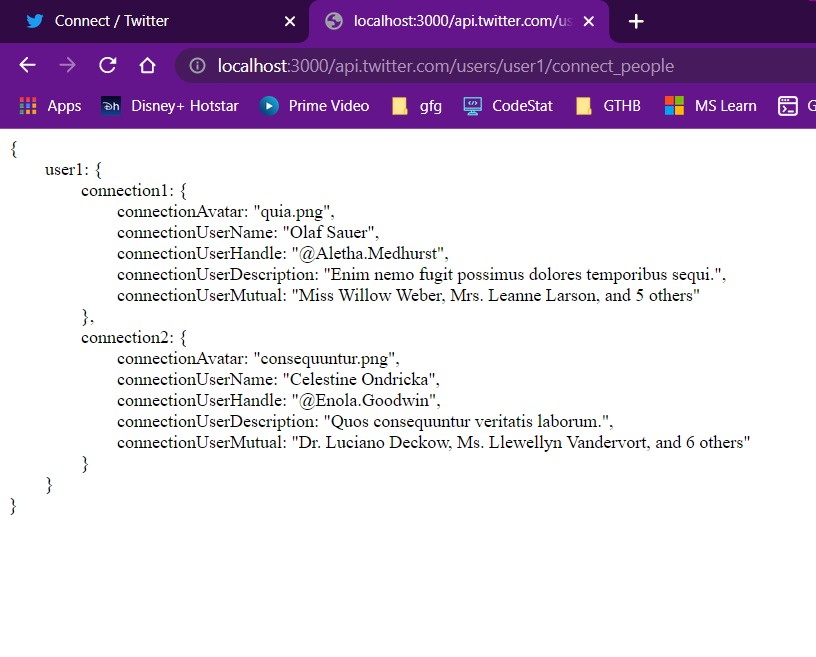 Connect / Twitter
localhost:3000/api.twitter.com/us
localhost:3000/api.twitter.com/users/user1/connect_people
Apps Disney+ Hotstar Prime Video gfg CodeStat GTHB MS Learn G
{
user1: {
connection1: {
connectionAvatar: "quia.png",
connectionUserName: "Olaf Sauer",
connectionUserHandle: "@Aletha.Medhurst",
connectionUserDescription: "Enim nemo fugit possimus dolores temporibus sequi.",
connectionUserMutual: "Miss Willow Weber, Mrs. Leanne Larson, and 5 others"
},
connection2: {
connectionAvatar: "consequuntur.png",
connectionUserName: "Celestine Ondricka",
connectionUserHandle: "@Enola.Goodwin",
connectionUserDescription: "Quos consequuntur veritatis laborum.",
connectionUserMutual: "Dr. Luciano Deckow, Ms. Llewellyn Vandervort, and 6 others"
}
}
}